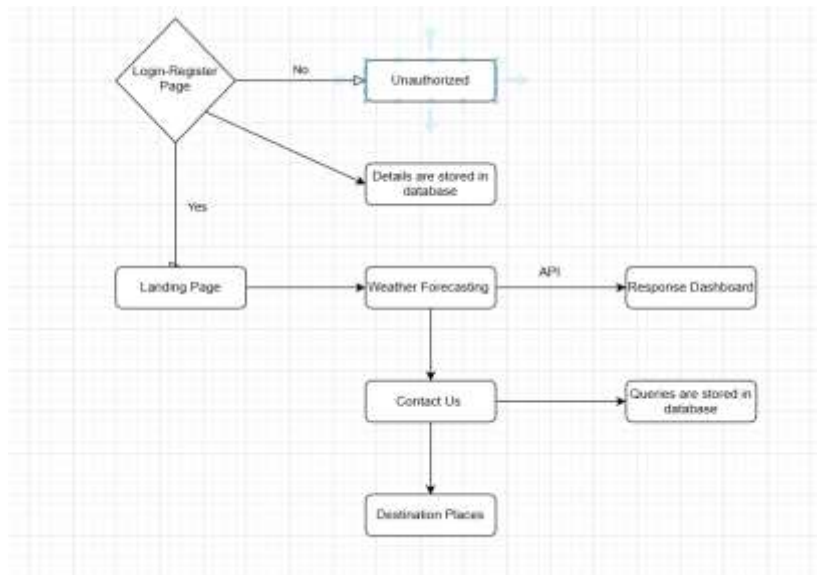 Login-Register
Page
No
Unauthorized
Details are stored in
database
Yes
Landing Page
Weather Forecasting
API
Response Dashboard
Contact Us
Queries are stored in
database
Destination Places